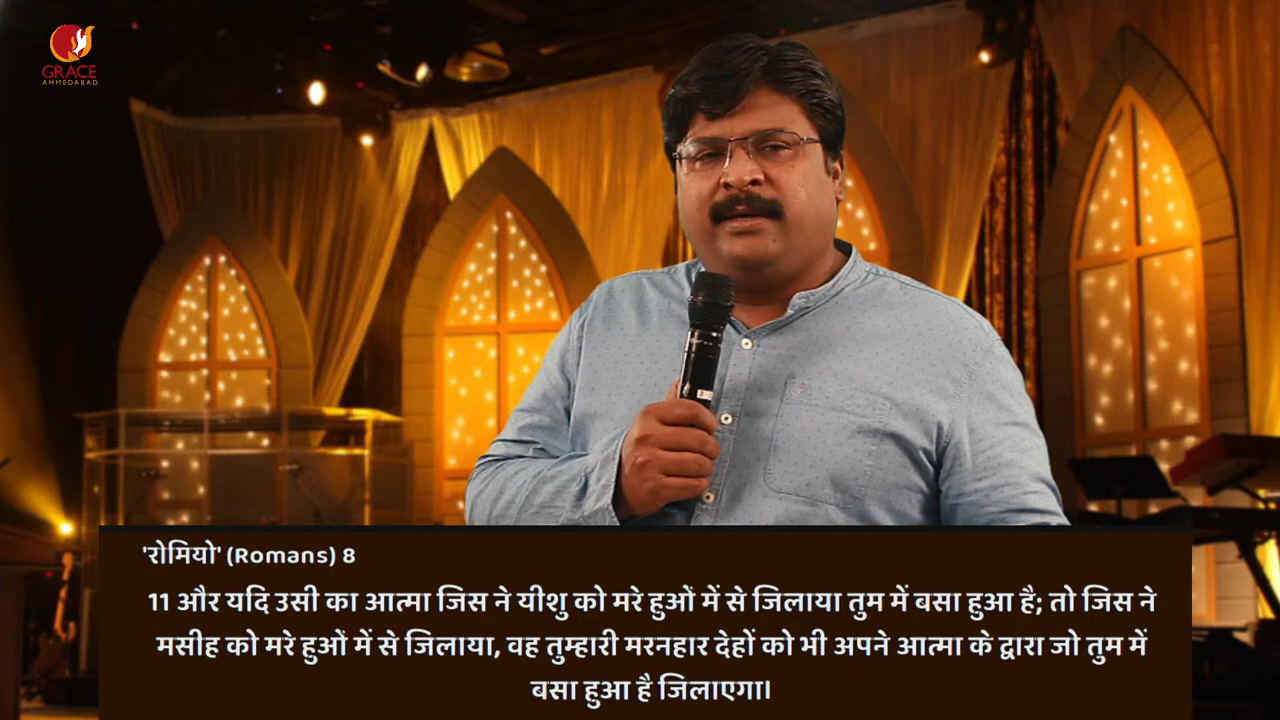 GRACE
AHMEDABAD
'रोमियो' (Romans) 8
11 और यदि उसी का आत्मा जिस ने यीशु को मरे हुओं में से जिलाया तुम में बसा हुआ है; तो जिस ने
मसीह को मरे हुओं में से जिलाया, वह तुम्हारी मरनहार देहों को भी अपने आत्मा के द्वारा जो तुम में
बसा हुआ है जिलाएगा।